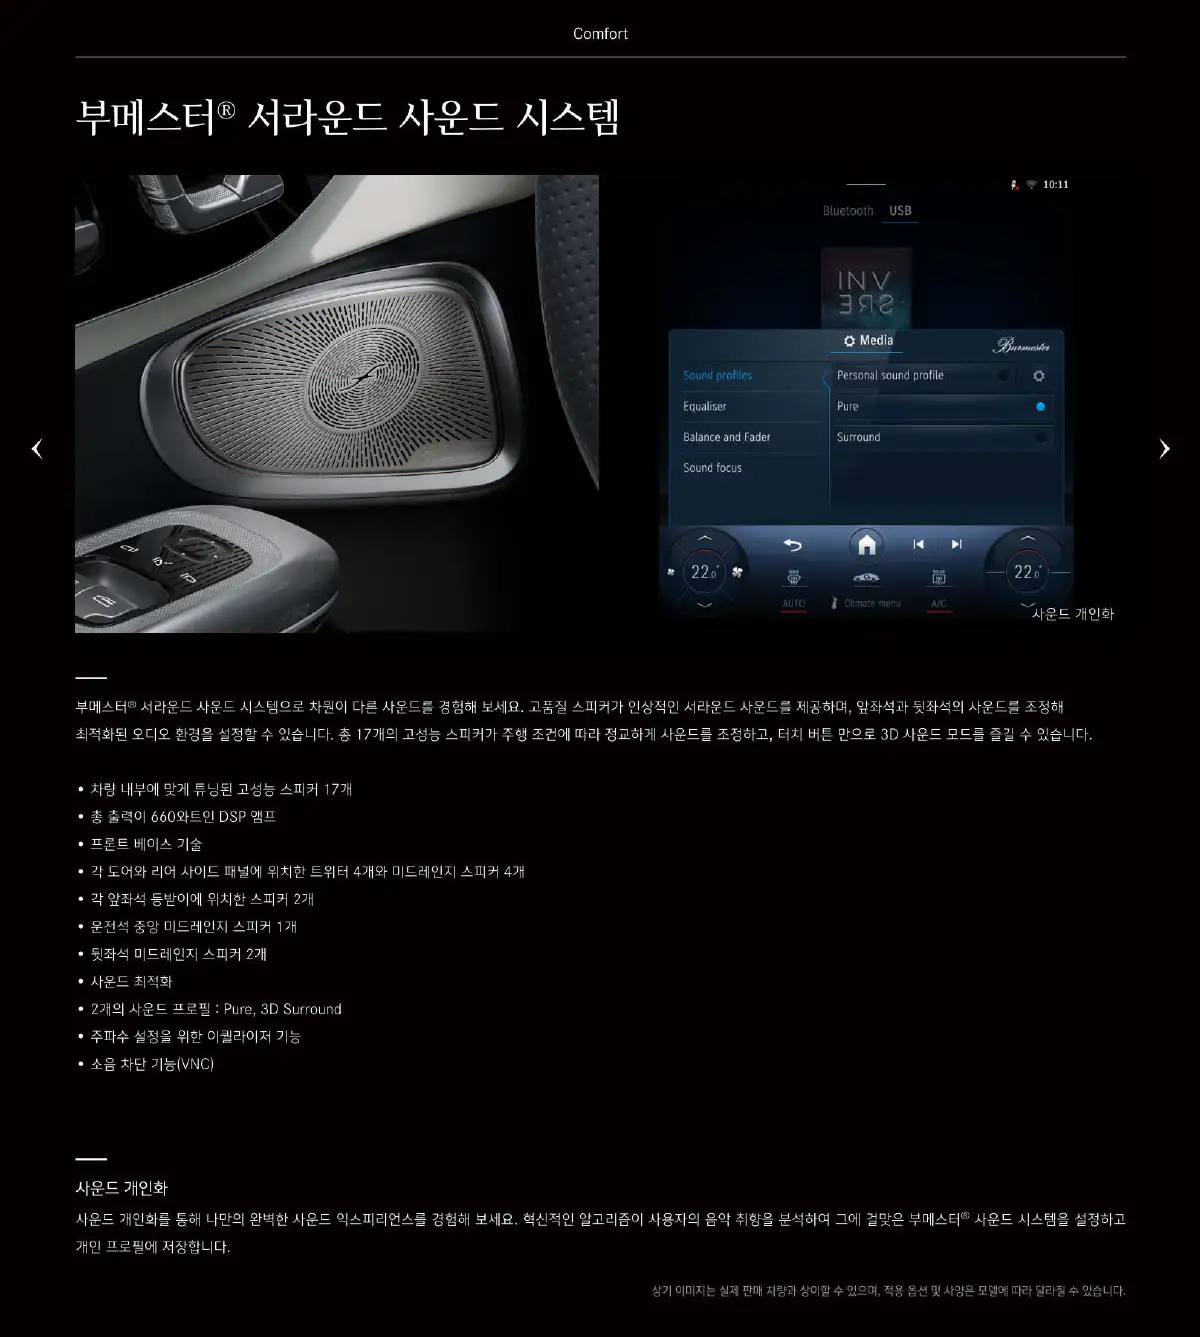 Comfort
부메스터® 서라운드 사운드 시스템
10:11
Bluetooth USB
INV
ERS
Media
Burmester
Sound profiles
Personal sound profile
Equaliser
Pure
Balance and Fader
Surround
Sound focus
22.0°
22.0°
MAX
REAR
AUTO
Climate menu
A/C
사운드 개인화
부메스터® 서라운드 사운드 시스템으로 차원이 다른 사운드를 경험해 보세요. 고품질 스피커가 인상적인 서라운드 사운드를 제공하며, 앞좌석과 뒷좌석의 사운드를 조정해
최적화된 오디오 환경을 설정할 수 있습니다. 총 17개의 고성능 스피커가 주행 조건에 따라 정교하게 사운드를 조정하고, 터치 버튼 만으로 3D 사운드 모드를 즐길 수 있습니다.
• 차량 내부에 맞게 튜닝된 고성능 스피커 17개
• 총 출력이 660와트인 DSP 앰프
• 프론트 베이스 기술
• 각 도어와 리어 사이드 패널에 위치한 트위터 4개와 미드레인지 스피커 4개
• 각 앞좌석 등받이에 위치한 스피커 2개
• 운전석 중앙 미드레인지 스피커 1개
• 뒷좌석 미드레인지 스피커 2개
• 사운드 최적화
• 2개의 사운드 프로필 : Pure, 3D Surround
• 주파수 설정을 위한 이퀄라이저 기능
• 소음 차단 기능(VNC)
사운드 개인화
사운드 개인화를 통해 나만의 완벽한 사운드 익스피리언스를 경험해 보세요. 혁신적인 알고리즘이 사용자의 음악 취향을 분석하여 그에 걸맞은 부메스터® 사운드 시스템을 설정하고
개인 프로필에 저장합니다.
상기 이미지는 실제 판매 차량과 상이할 수 있으며, 적용 옵션 및 사양은 모델에 따라 달라질 수 있습니다.